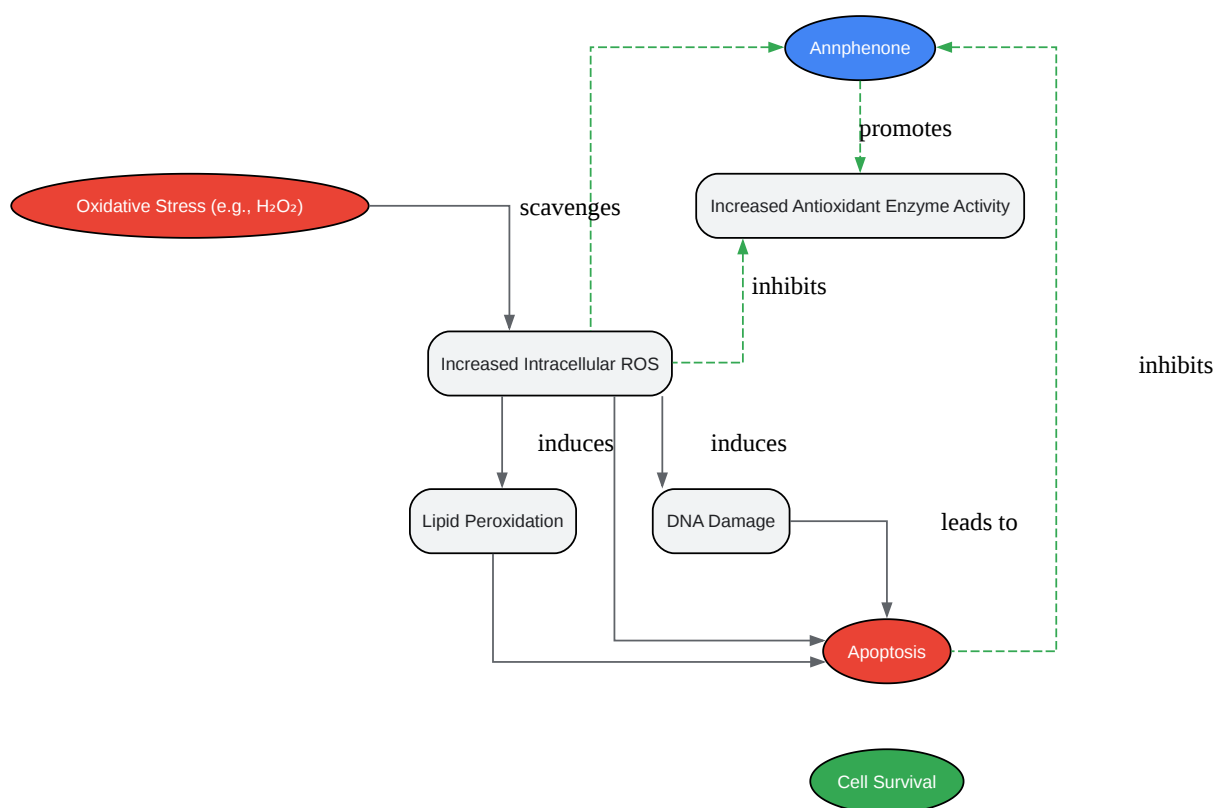 Annphenone
promotes
Oxidative Stress (e.g., H₂O₂)
scavenges
Increased Antioxidant Enzyme Activity
inhibits
Increased Intracellular ROS
inhibits
induces
induces
Lipid Peroxidation
DNA Damage
leads to
Apoptosis
Cell Survival